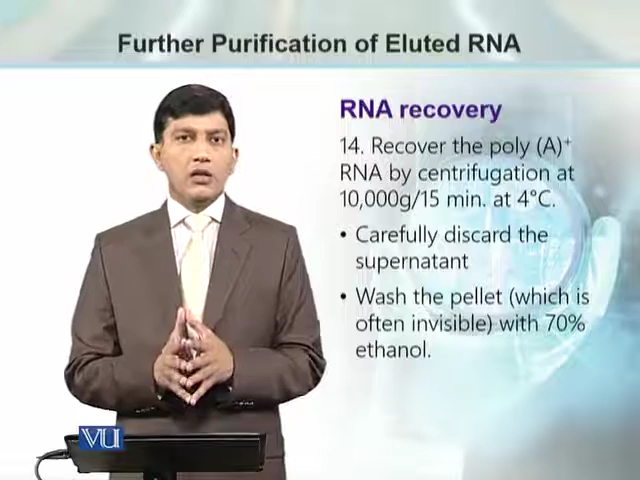 Further Purification of Eluted RNA
RNA recovery
14. Recover the poly (A)⁺
RNA by centrifugation at
10,000g/15 min. at 4°C.
• Carefully discard the
supernatant
• Wash the pellet (which is
often invisible) with 70%
ethanol.
VU